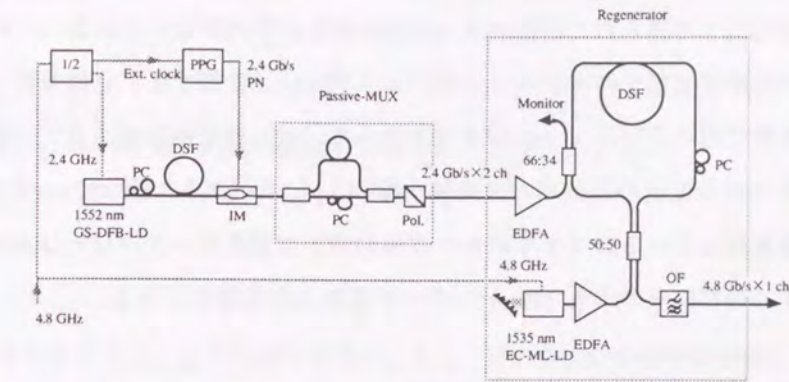 Regenerator
1/2
PPG
2.4 Gb/s
PN
Ext. clock
Passive-MUX
Monitor
DSF
2.4 GHz
DSF
66:34
PC
PC
2.4 Gb/s×2 ch
1552 nm
GS-DFB-LD
IM
PC
Pol.
EDFA
50:50
4.8 GHz
OF
4.8 Gb/s×1 ch
4.8 GHz
1535 nm
EC-ML-LD
EDFA